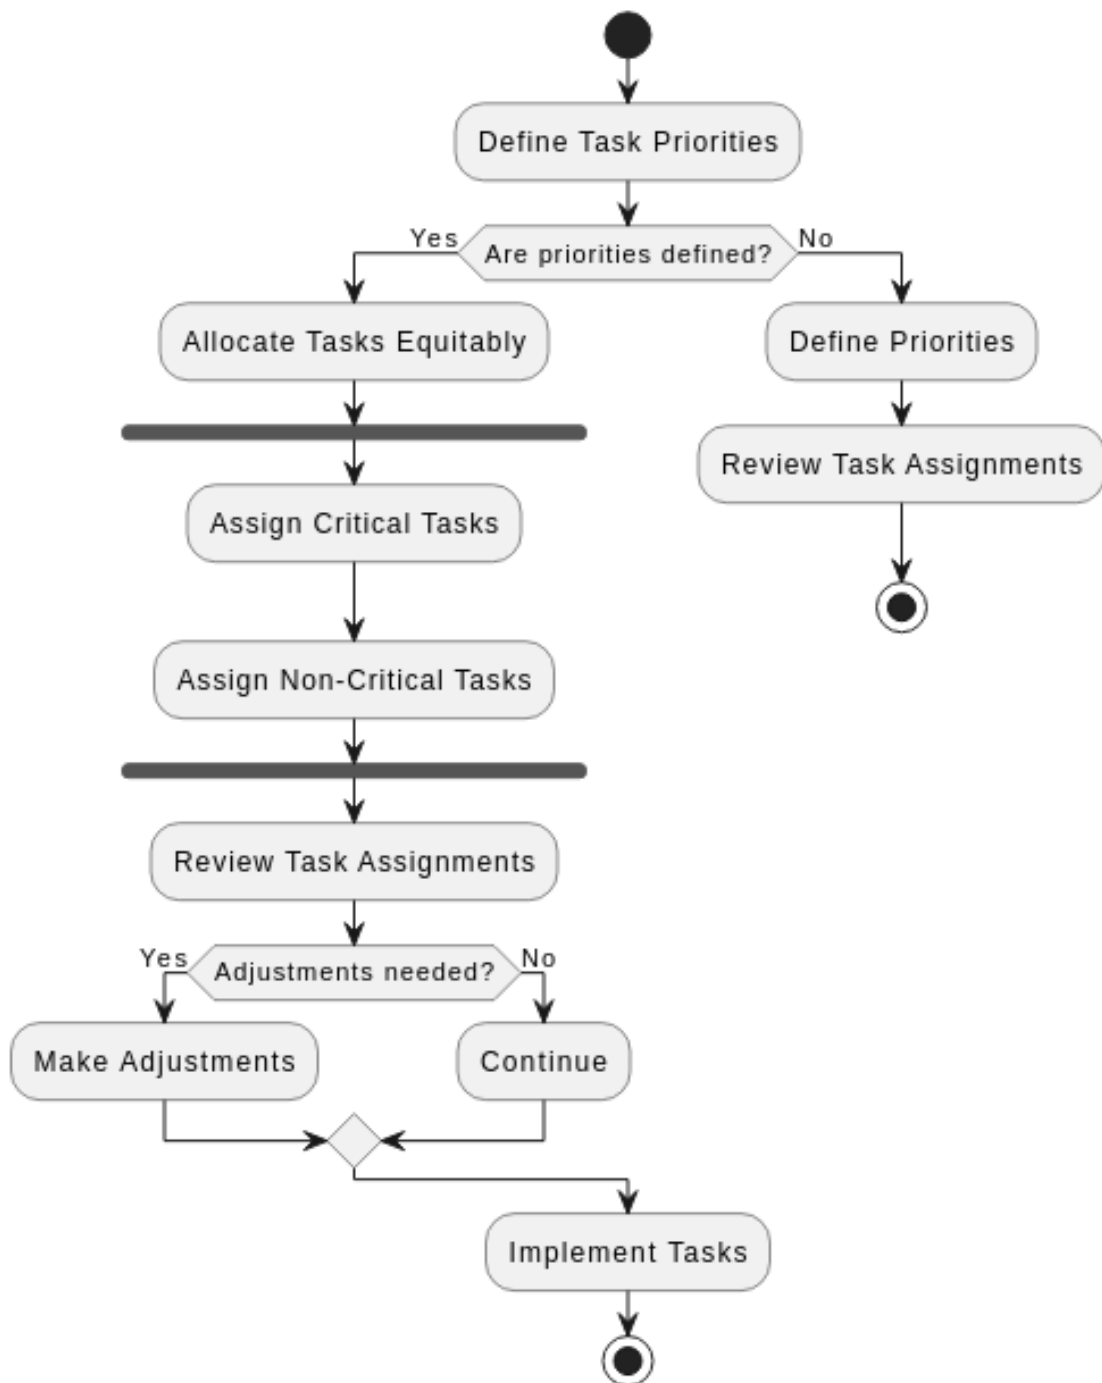 Define Task Priorities
Yes
Are priorities defined?
No
Allocate Tasks Equitably
Define Priorities
Review Task Assignments
Assign Critical Tasks
Assign Non-Critical Tasks
Review Task Assignments
Yes
Adjustments needed?
No
Make Adjustments
Continue
Implement Tasks